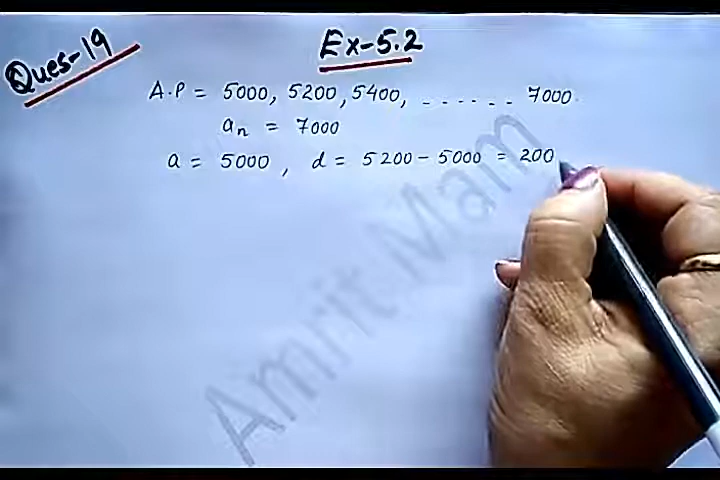 Ques-19
Ex-5.2
A.P = 5000, 5200, 5400, ------ 7000.
an = 7000
a = 5000, d = 5200 - 5000 = 200
Amrit Mam